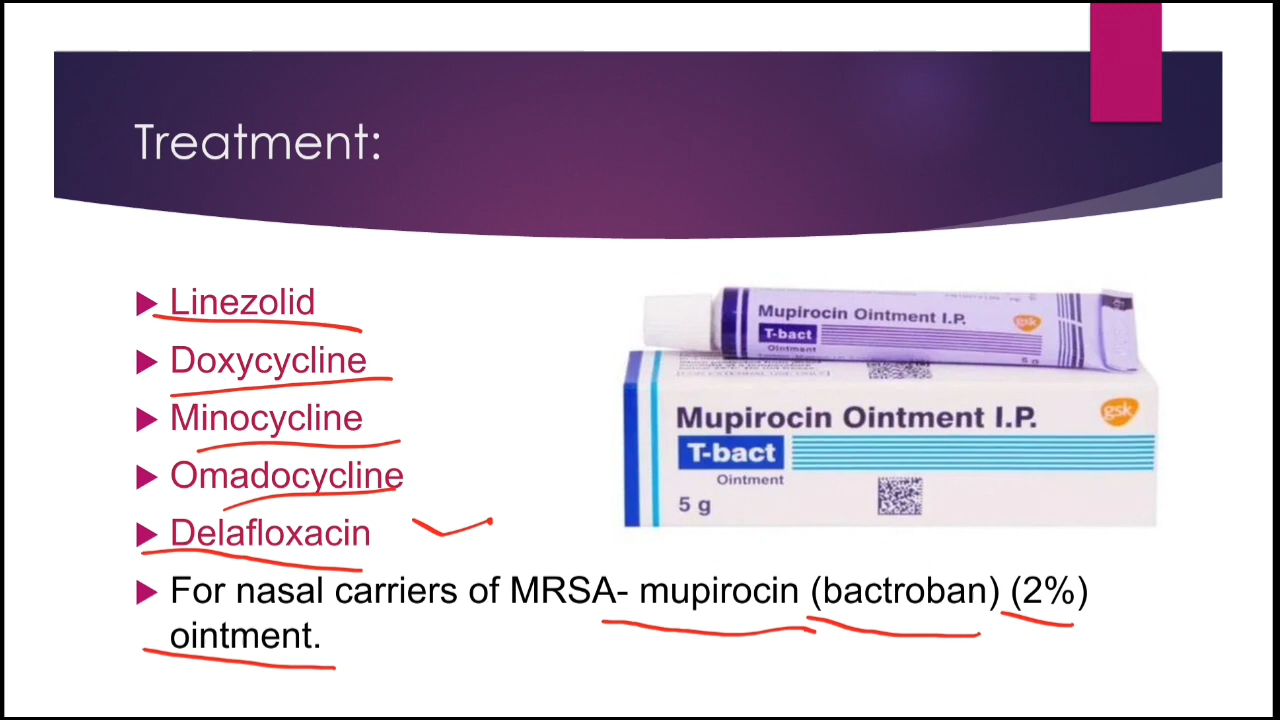 Treatment:
Linezolid
Doxycycline
Minocycline
Omadocycline
Delafloxacin
For nasal carriers of MRSA- mupirocin (bactroban) (2%)
ointment.
Mupirocin Ointment I.P.
gsk
T-bact
Ointment
5 g
Mupirocin Ointment I.P.
gsk
T-bact
Ointment
5 g